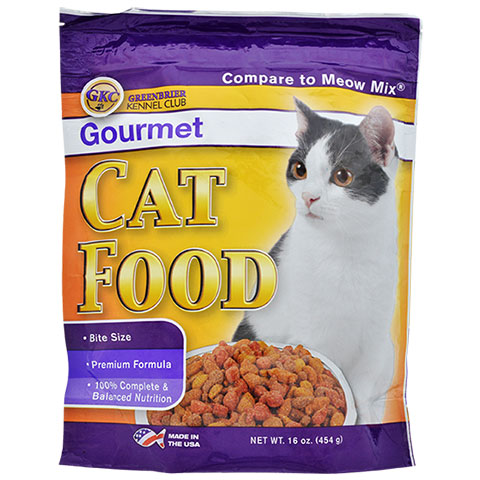 Compare to Meow Mix®
GKC
GREENBRIER
KENNEL CLUB
Gourmet
CAT
FOOD
• Bite Size
• Premium Formula
• 100% Complete &
Balanced Nutrition
MADE IN
THE USA
NET WT. 16 oz. (454 g)